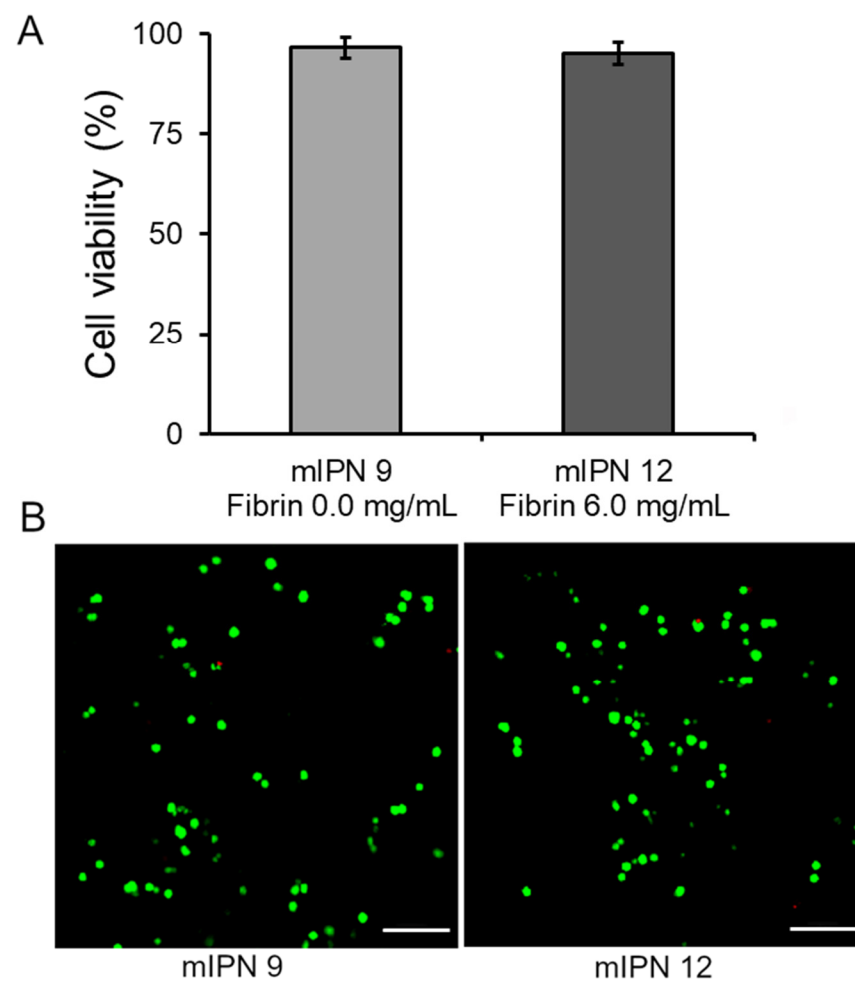 A
Cell viability (%)
100
75
50
25
0
mIPN 9
Fibrin 0.0 mg/mL
mIPN 12
Fibrin 6.0 mg/mL
B
mIPN 9
mIPN 12